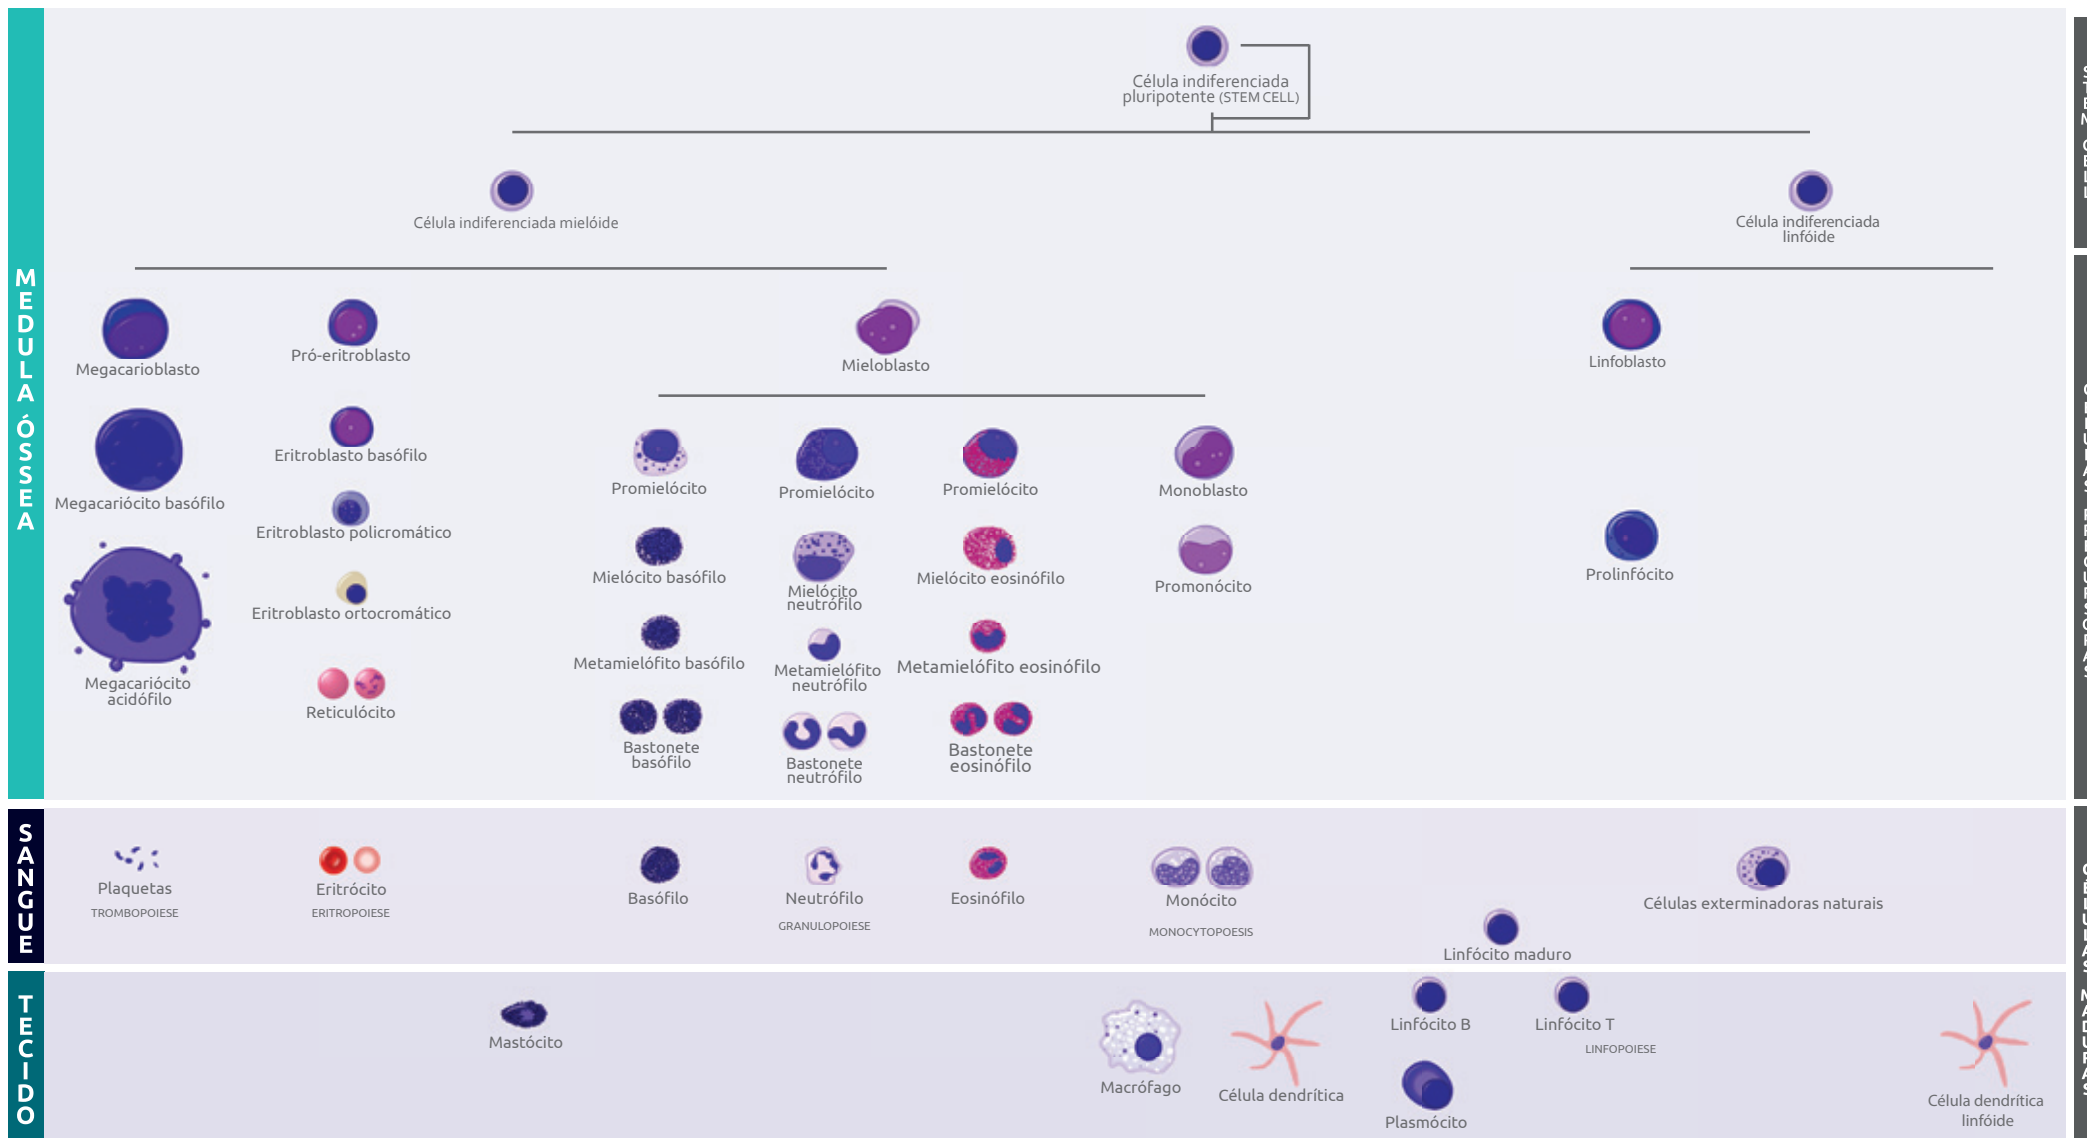 MEDULA ÓSSEA
Célula indiferenciada
pluripotente (STEM CELL)
Célula indiferenciada mielóide
Célula indiferenciada
linfóide
Megacarioblasto
Pró-eritroblasto
Mieloblasto
Linfoblasto
Megacariócito basófilo
Eritroblasto basófilo
Promielócito
Promielócito
Promielócito
Monoblasto
Eritroblasto policromático
Mielócito basófilo
Mielócito
neutrófilo
Mielócito eosinófilo
Promonócito
Prolinfócito
Eritroblasto ortocromático
Metamielófito basófilo
Metamielófito
neutrófilo
Metamielófito eosinófilo
Megacariócito
acidófilo
Reticulócito
Bastonete
basófilo
Bastonete
neutrófilo
Bastonete
eosinófilo
SANGUE
Plaquetas
TROMBOPOIESE
Eritrócito
ERITROPOIESE
Basófilo
Neutrófilo
GRANULOPOIESE
Eosinófilo
Monócito
MONOCYTOPOESIS
Células exterminadoras naturais
Linfócito maduro
TECIDO
Mastócito
Macrófago
Célula dendrítica
Linfócito B
Linfócito T
LINFOPOIESE
Plasmócito
Célula dendrítica
linfóide